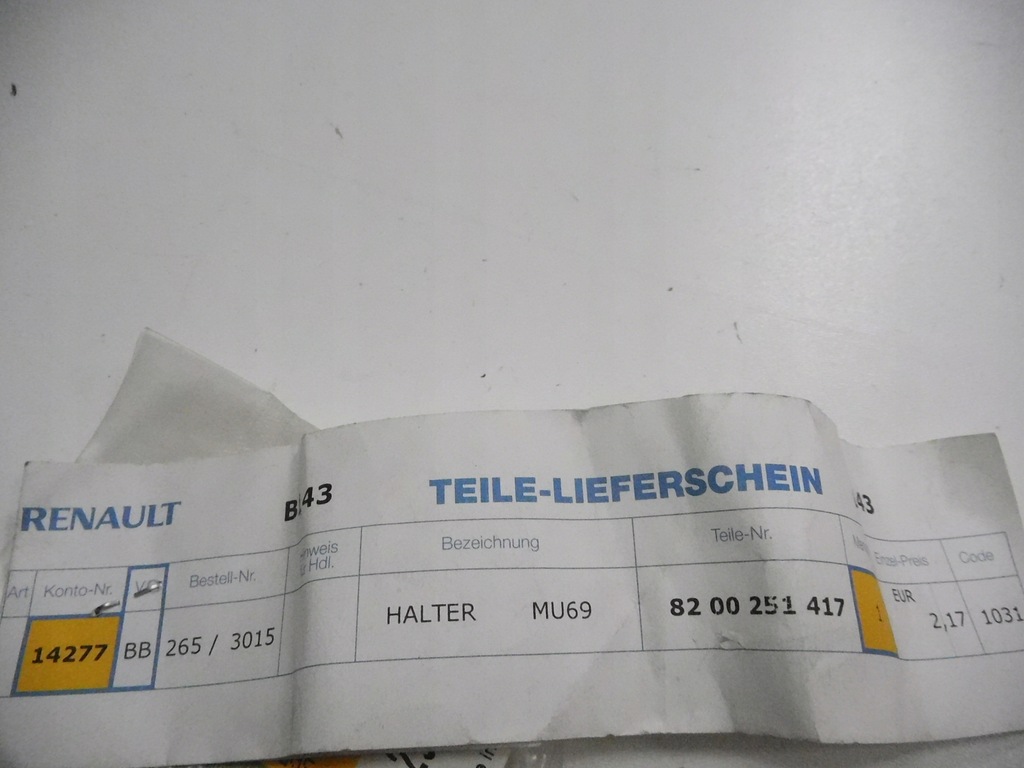 RENAULT 43 TEILE-LIEFERSCHEIN 43
Art Konto-Nr. Bestell-Nr. Hdl. Bezeichnung Teile-Nr. Code
14277 BB 265 / 3015 HALTER MU69 82 00 251 417 1 EUR 2,17 1031